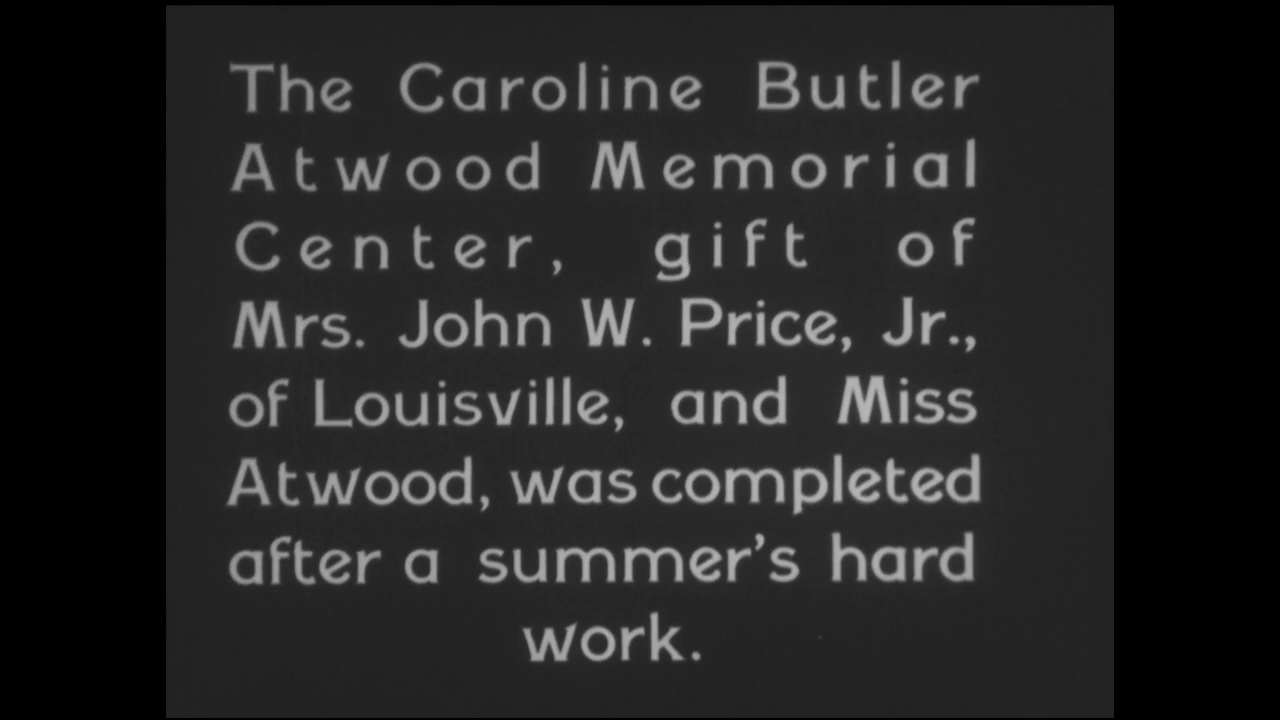 The Caroline Butler
Atwood Memorial
Center, gift of
Mrs. John W. Price, Jr.,
of Louisville, and Miss
Atwood, was completed
after a summer's hard
work.